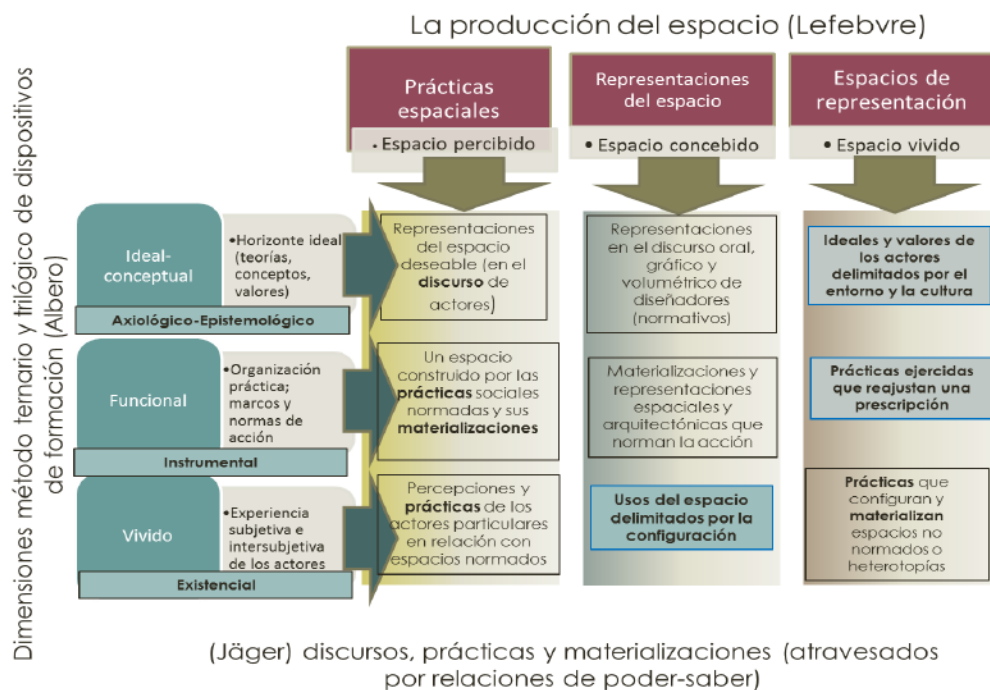 La producción del espacio (Lefebvre)
Prácticas
espaciales
• Espacio percibido
Representaciones
del espacio
• Espacio concebido
Espacios de
representación
• Espacio vivido
Dimensiones método ternario y trilógico de dispositivos
de formación (Albero)
Ideal-
conceptual
•Horizonte ideal
(teorías,
conceptos,
valores)
Axiológico-Epistemológico
Representaciones
del espacio
deseable (en el
discurso de
actores)
Representaciones
en el discurso oral,
gráfico y
volumétrico de
diseñadores
(normativos)
Ideales y valores de
los actores
delimitados por el
entorno y la cultura
Funcional
•Organización
práctica;
marcos y
normas de
acción
Instrumental
Un espacio
construido por las
prácticas sociales
normadas y sus
materializaciones
Materializaciones y
representaciones
espaciales y
arquitectónicas que
norman la acción
Prácticas ejercidas
que reajustan una
prescripción
Vivido
•Experiencia
subjetiva e
intersubjetiva
de los actores
Existencial
Percepciones y
prácticas de los
actores particulares
en relación con
espacios normados
Usos del espacio
delimitados por la
configuración
Prácticas que
configuran y
materializan
espacios no
normados o
heterotopías
(Jäger) discursos, prácticas y materializaciones (atravesados
por relaciones de poder-saber)